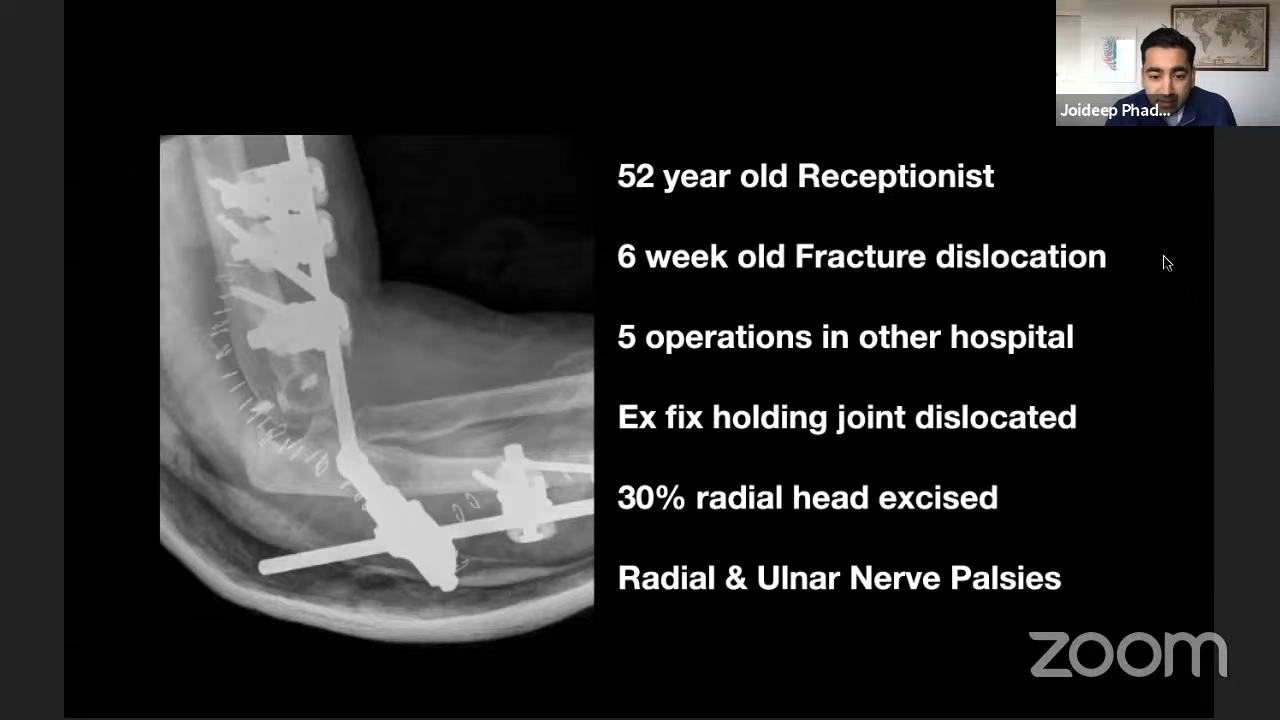 Joideep Phad...
52 year old Receptionist
6 week old Fracture dislocation
5 operations in other hospital
Ex fix holding joint dislocated
30% radial head excised
Radial & Ulnar Nerve Palsies
zoom